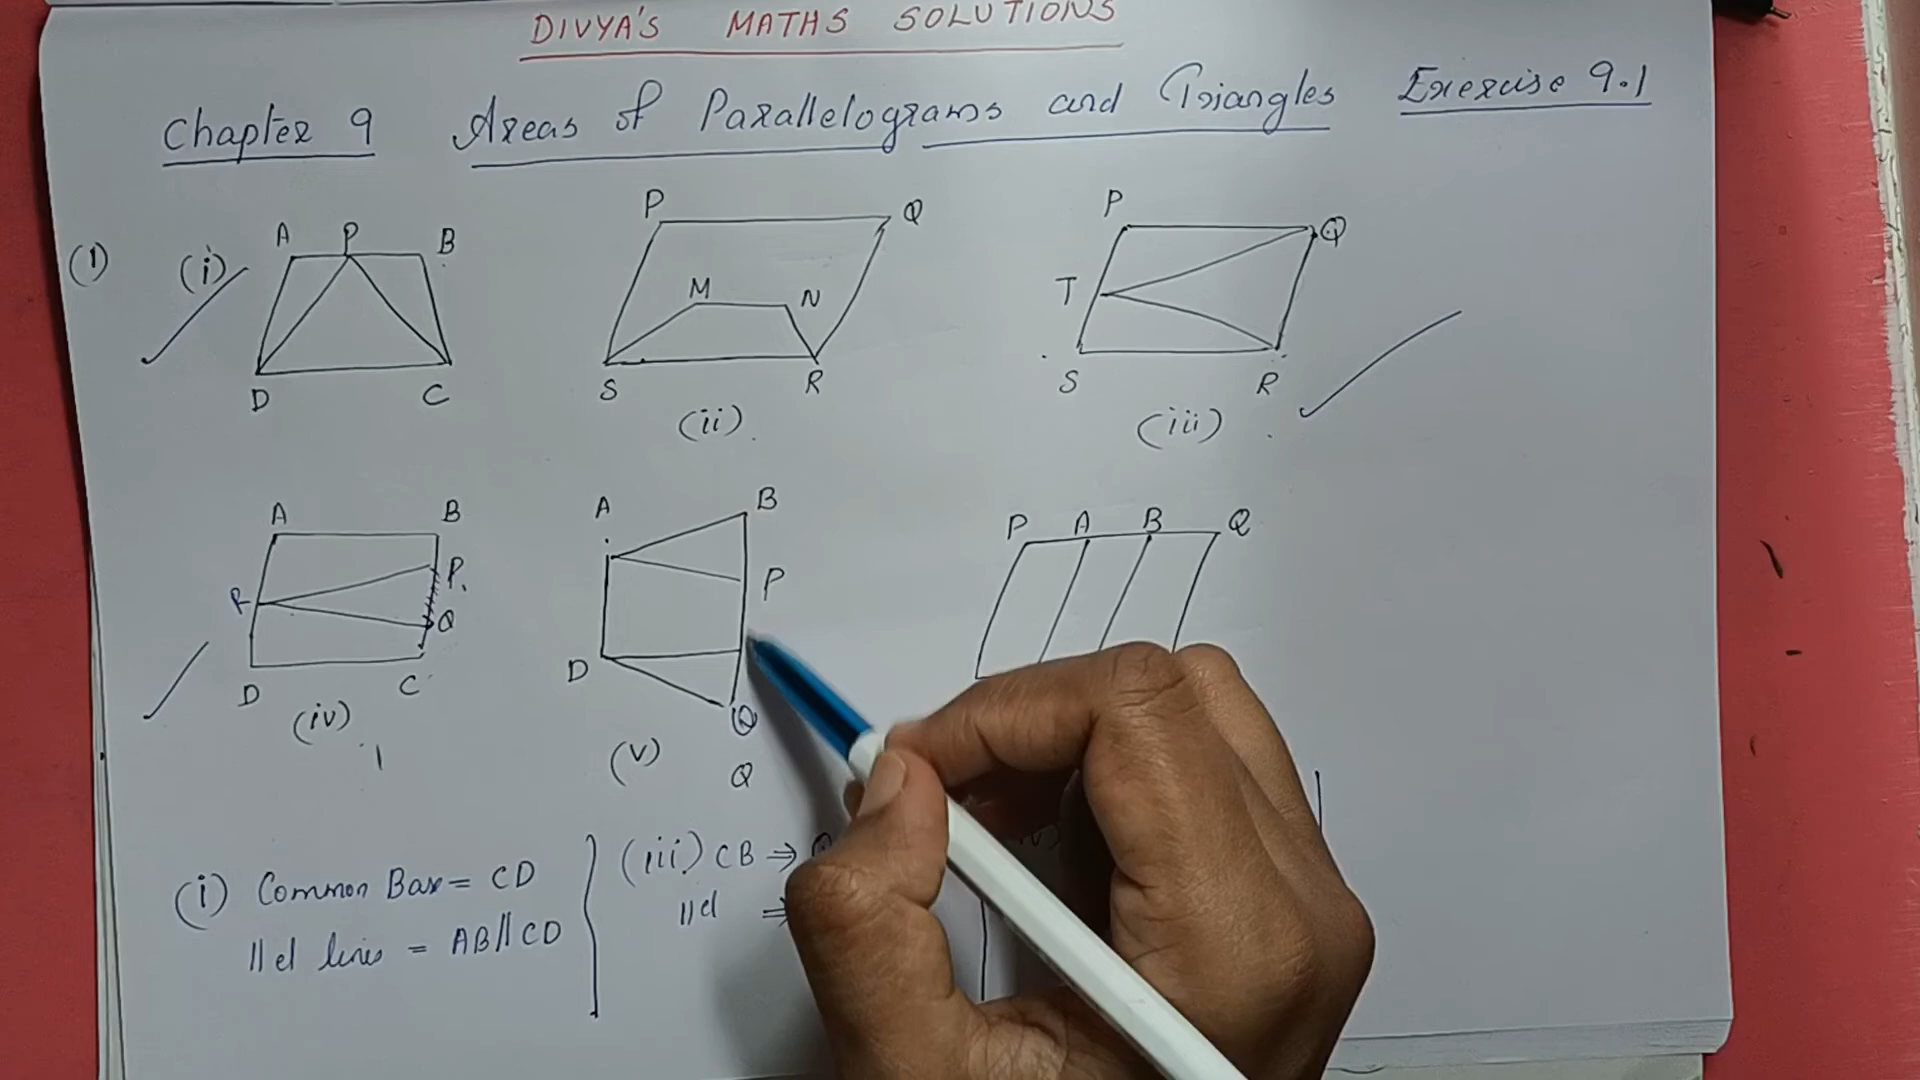 DIVYA'S MATHS SOLUTIONS
Chapter 9 Areas of Parallelograms and Triangles Exercise 9.1
(1) (i) A P B D C
P Q M N S R (ii)
P Q T S R (iii)
A B R P Q D C (iv)
A B P D Q (v) Q
P A B Q
(i) Common Base = CD
||el lines = AB||CD
(iii) CB ⇒
||el ⇒